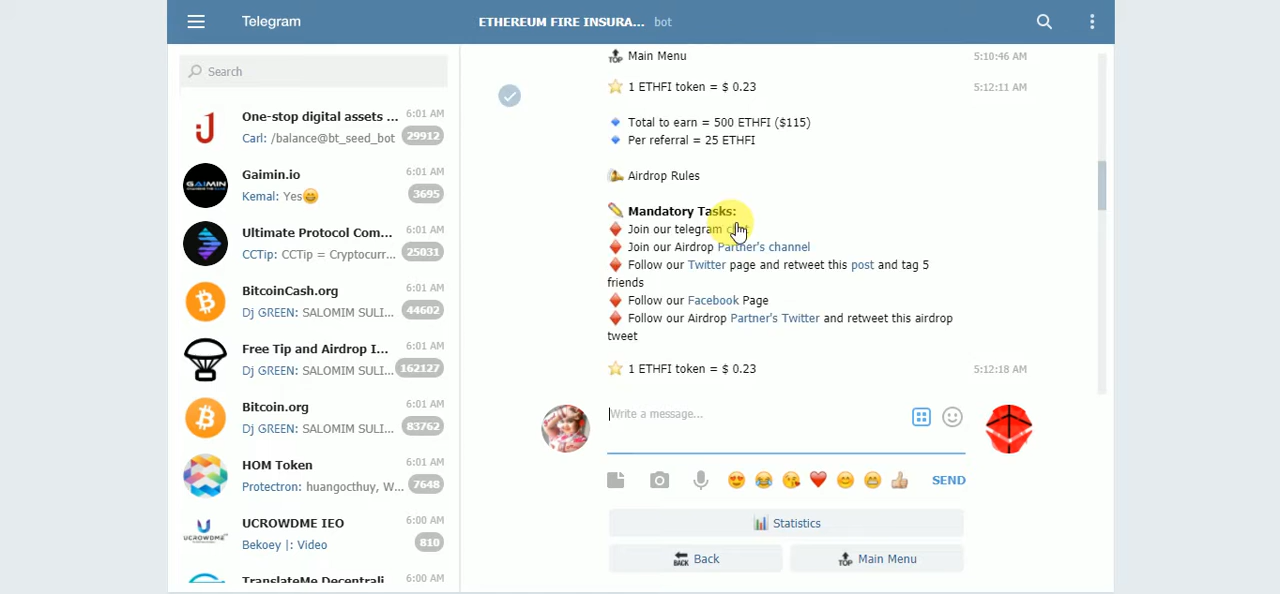 Telegram
ETHEREUM FIRE INSURA... bot
Search
One-stop digital assets ... 6:01 AM
Carl: /balance@bt_seed_bot 29912
Gaimin.io 6:01 AM
Kemal: Yes😄 3695
Ultimate Protocol Com... 6:01 AM
CCTip: CCTip = Cryptocurr... 25031
BitcoinCash.org 6:01 AM
Dj GREEN: SALOMIM SULI... 44602
Free Tip and Airdrop I... 6:01 AM
Dj GREEN: SALOMIM SULI... 162127
Bitcoin.org 6:01 AM
Dj GREEN: SALOMIM SULI... 83762
HOM Token 6:01 AM
Protectron: huangocthuy, W... 7648
UCROWDME IEO 6:00 AM
Bekoey |: Video 810
TranslateMe Decentrali 6:00 AM
GAIMIN
UCROWDME
TOP Main Menu 5:10:46 AM
1 ETHFI token = $ 0.23 5:12:11 AM
Total to earn = 500 ETHFI ($115)
Per referral = 25 ETHFI
Airdrop Rules
Mandatory Tasks:
Join our telegram
Join our Airdrop Partner's channel
Follow our Twitter page and retweet this post and tag 5
friends
Follow our Facebook Page
Follow our Airdrop Partner's Twitter and retweet this airdrop
tweet
1 ETHFI token = $ 0.23 5:12:18 AM
Write a message...
SEND
Statistics
BACK Back
TOP Main Menu